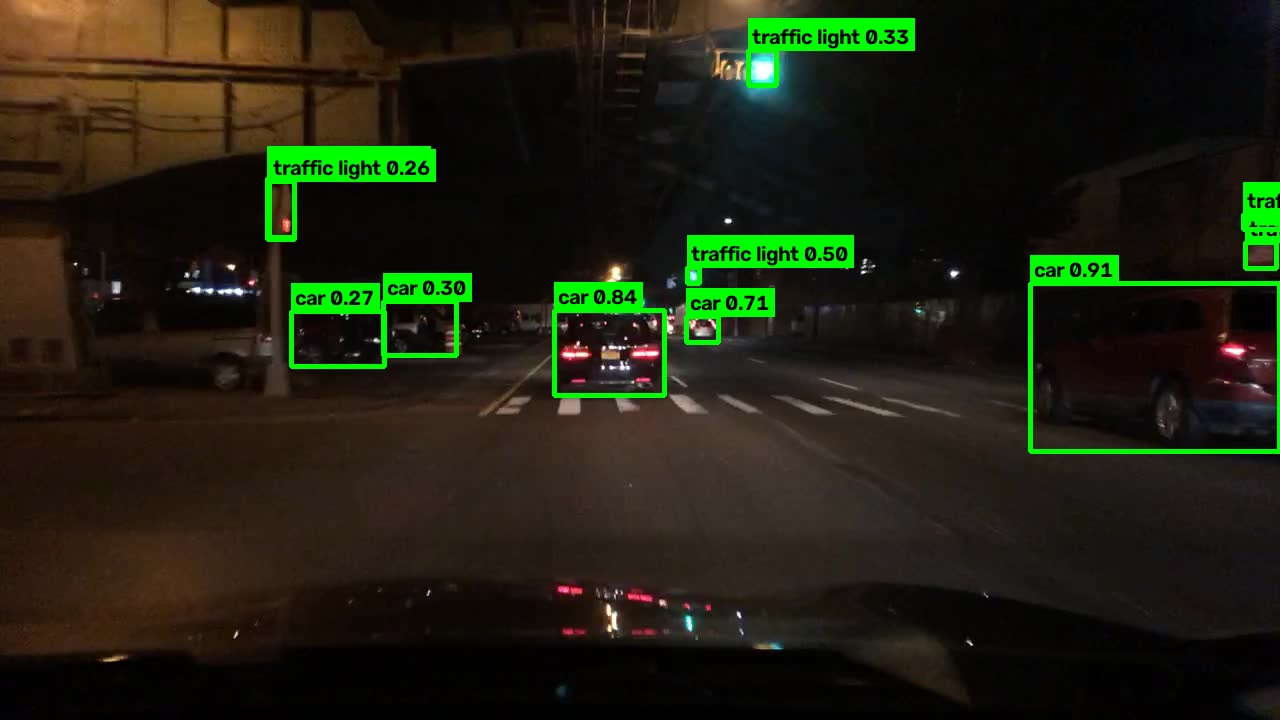 traffic light 0.33
traffic light 0.26
traf
traffic light 0.50
car 0.91
car 0.27
car 0.30
car 0.84
car 0.71